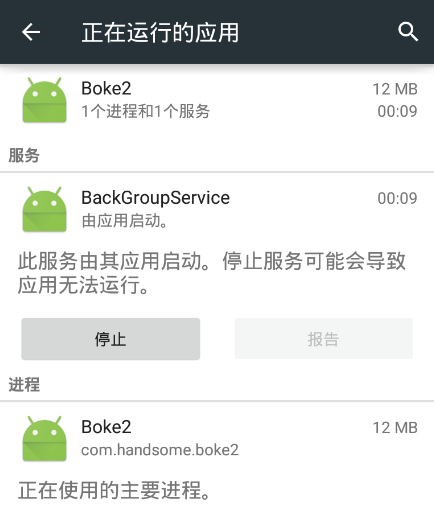 正在运行的应用
Boke2 12 MB
1个进程和1个服务 00:09
服务
BackGroupService 00:09
由应用启动。
此服务由其应用启动。停止服务可能会导致
应用无法运行。
停止 报告
进程
Boke2 12 MB
com.handsome.boke2
正在使用的主要进程。